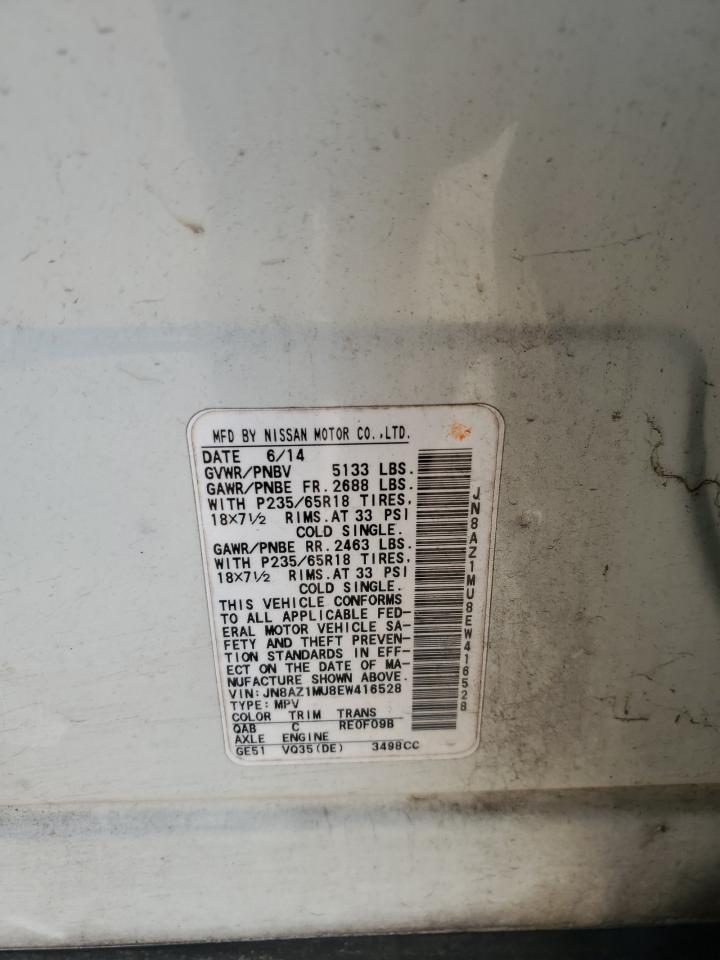 MFD BY NISSAN MOTOR CO.,LTD.
DATE 6/14
GVWR/PNBV 5133 LBS.
GAWR/PNBE FR.2688 LBS.
WITH P235/65R18 TIRES,
18X7½ RIMS.AT 33 PSI
COLD SINGLE.
GAWR/PNBE RR.2463 LBS.
WITH P235/65R18 TIRES,
18X7½ RIMS.AT 33 PSI
COLD SINGLE.
THIS VEHICLE CONFORMS
TO ALL APPLICABLE FED-
ERAL MOTOR VEHICLE SA-
FETY AND THEFT PREVEN-
TION STANDARDS IN EFF-
ECT ON THE DATE OF MA-
NUFACTURE SHOWN ABOVE.
VIN:JN8AZ1MU8EW416528
TYPE:MPV
COLOR TRIM TRANS
QAB C RE0F09B
AXLE ENGINE
GE51 VQ35(DE) 3498CC
JN8AZ1MU8EW416528